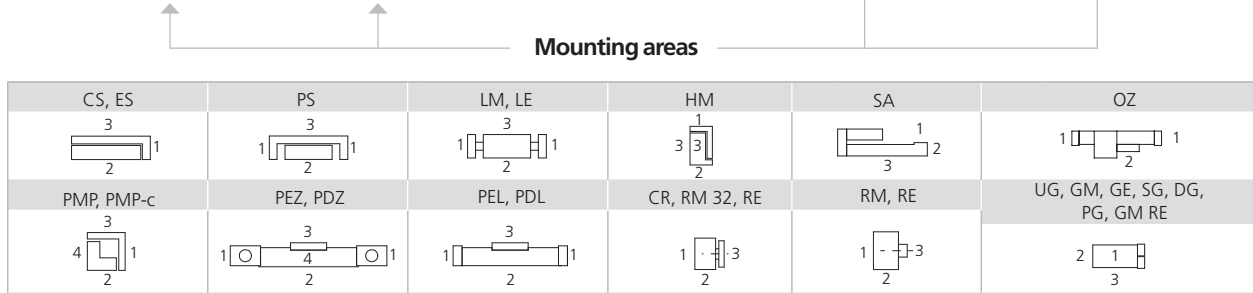 Mounting areas
CS, ES PS LM, LE HM SA OZ
3 3 3 1 1
1 1 1 1 3 3 2 1 1
2 2 2 2 3 2
PMP, PMP-c PEZ, PDZ PEL, PDL CR, RM 32, RE RM, RE UG, GM, GE, SG, DG,
PG, GM RE
3 3 3
4 1 1 4 1 1 1 1 3 1 3 2 1
2 2 2 2 2 3